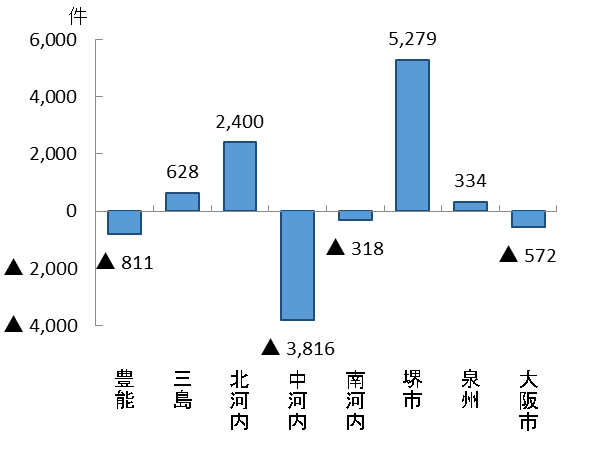 件
6,000
4,000
2,000
0
▲ 2,000
▲ 4,000
▲ 811
628
2,400
▲ 3,816
▲ 318
5,279
334
▲ 572
豊能
三島
北河内
中河内
南河内
堺市
泉州
大阪市